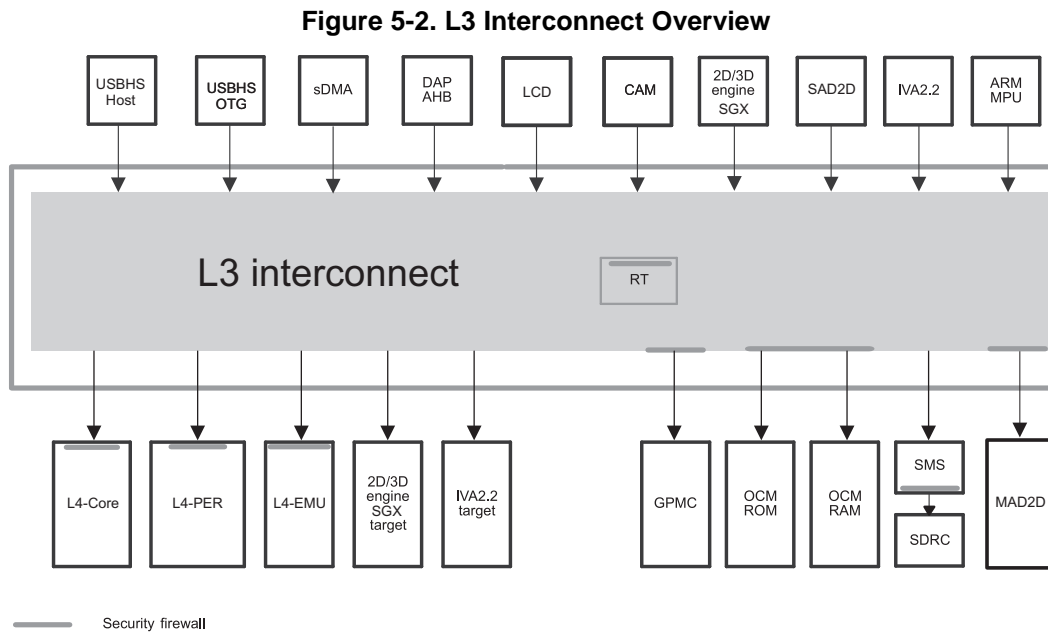 Figure 5-2. L3 Interconnect Overview
USBHS
Host
USBHS
OTG
sDMA
DAP
AHB
LCD
CAM
2D/3D
engine
SGX
SAD2D
IVA2.2
ARM
MPU
L3 interconnect
RT
L4-Core
L4-PER
L4-EMU
2D/3D
engine
SGX
target
IVA2.2
target
GPMC
OCM
ROM
OCM
RAM
SMS
SDRC
MAD2D
Security firewall